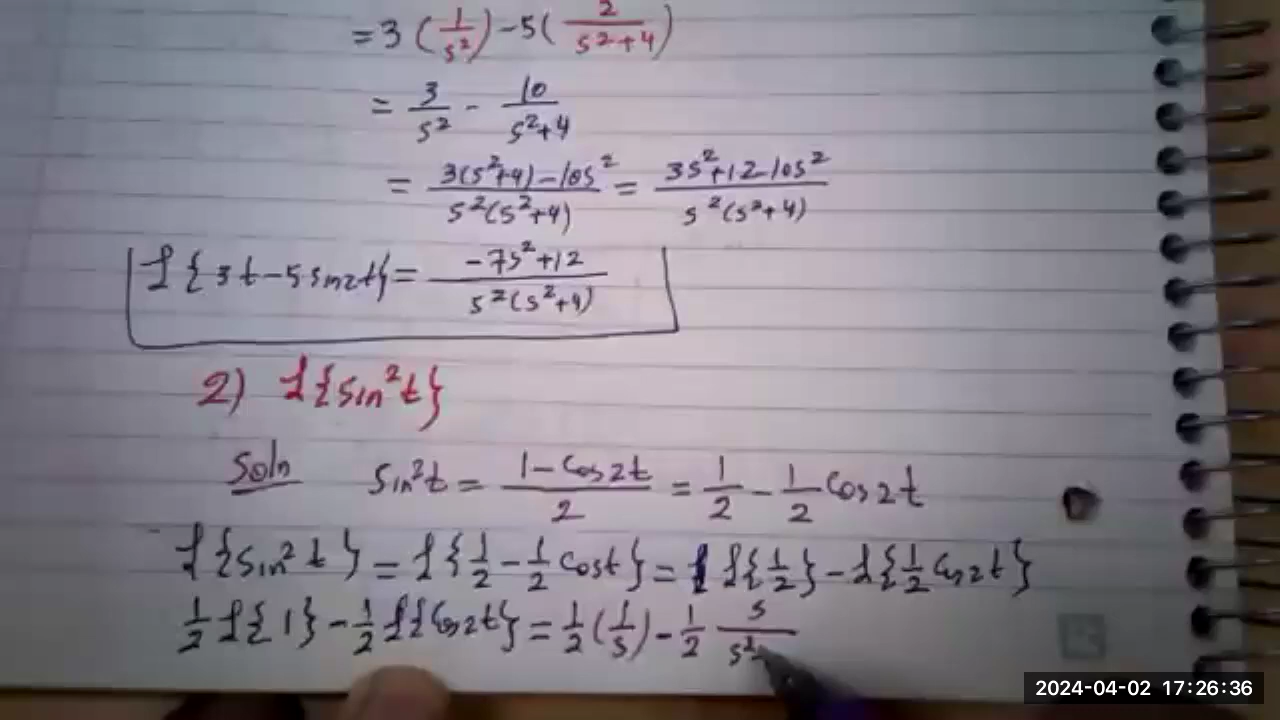 = 3 (1/s²) - 5 (2/s²+4)
= 3/s² - 10/s²+4
= 3(s²+4) - 10s² / s²(s²+4) = 3s²+12-10s² / s²(s²+4)
L{3t-5sin2t} = -7s²+12 / s²(s²+4)
2) L{sin²t}
Soln sin²t = 1-cos2t / 2 = 1/2 - 1/2 cos2t
L{sin²t} = L{1/2 - 1/2 cost} = L{1/2} - L{1/2 cos2t}
1/2 L{1} - 1/2 L{cos2t} = 1/2 (1/s) - 1/2 s/s²
2024-04-02 17:26:36